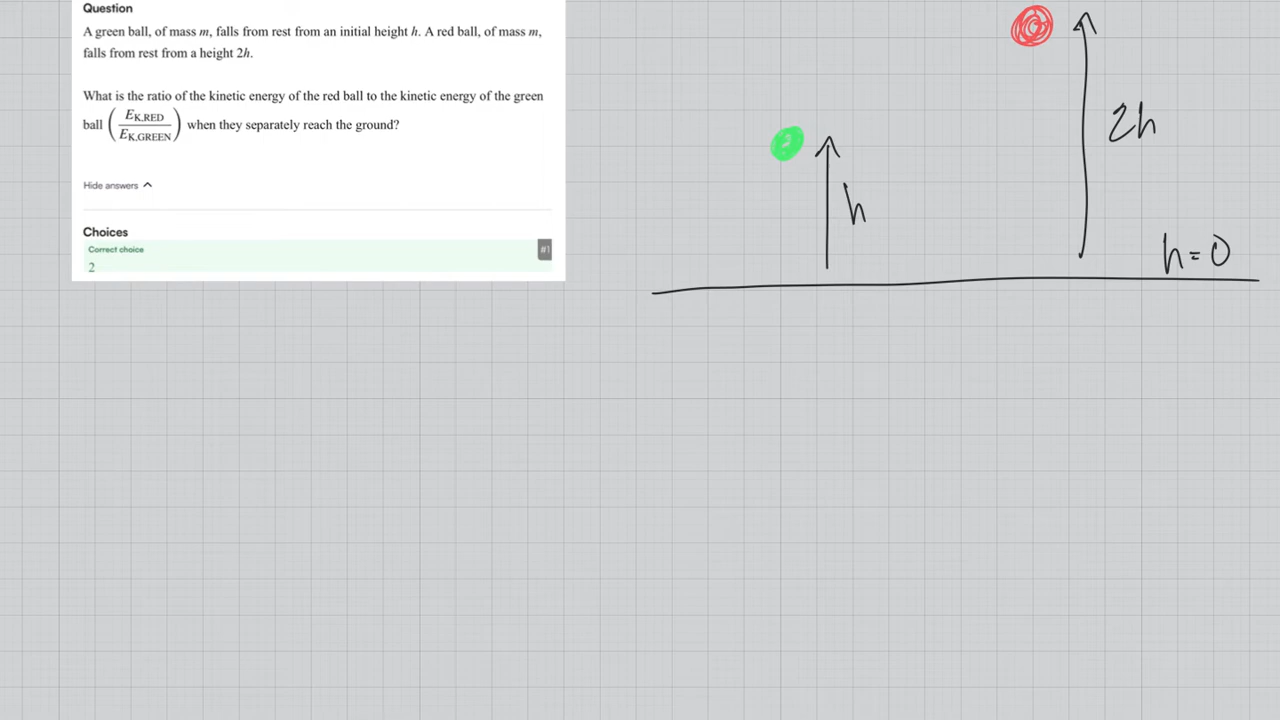 Question
A green ball, of mass m, falls from rest from an initial height h. A red ball, of mass m,
falls from rest from a height 2h.
What is the ratio of the kinetic energy of the red ball to the kinetic energy of the green
ball (E_K,RED / E_K,GREEN) when they separately reach the ground?
Hide answers
Choices
Correct choice
#1
2
2h
h
h=0